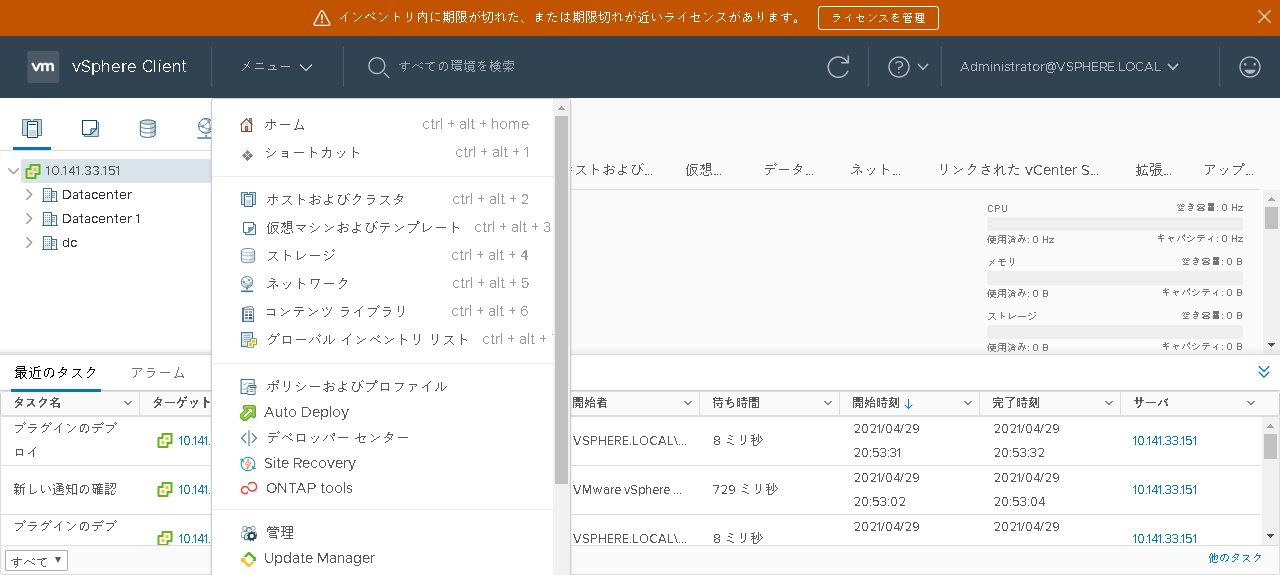 インベントリ内に期限が切れた、または期限切れが近いライセンスがあります。 ライセンスを管理
vm vSphere Client メニュー すべての環境を検索 Administrator@VSPHERE.LOCAL
ホーム ctrl + alt + home
ショートカット ctrl + alt + 1
ホストおよびクラスタ ctrl + alt + 2
仮想マシンおよびテンプレート ctrl + alt + 3
ストレージ ctrl + alt + 4
ネットワーク ctrl + alt + 5
コンテンツ ライブラリ ctrl + alt + 6
グローバル インベントリ リスト ctrl + alt +
ポリシーおよびプロファイル
Auto Deploy
デベロッパー センター
Site Recovery
ONTAP tools
管理
Update Manager
10.141.33.151
Datacenter
Datacenter 1
dc
ストおよび... 仮想... データ... ネット... リンクされた vCenter S... 拡張... アップ...
CPU 空き容量: 0 Hz
使用済み: 0 Hz キャパシティ: 0 Hz
メモリ 空き容量: 0 B
使用済み: 0 B キャパシティ: 0 B
ストレージ 空き容量: 0 B
使用済み: 0 B キャパシティ: 0 B
最近のタスク アラーム
タスク名 ターゲット 開始者 待ち時間 開始時刻 完了時刻 サーバ
プラグインのデプロイ 10.141. VSPHERE.LOCAL\... 8 ミリ秒 2021/04/29 20:53:31 2021/04/29 20:53:32 10.141.33.151
新しい通知の確認 10.141. VMware vSphere ... 729 ミリ秒 2021/04/29 20:53:02 2021/04/29 20:53:04 10.141.33.151
プラグインのデプ 10.141. VSPHERE.LOCAL\... 8 ミリ秒 2021/04/29 2021/04/29 10.141.33.151
すべて 他のタスク